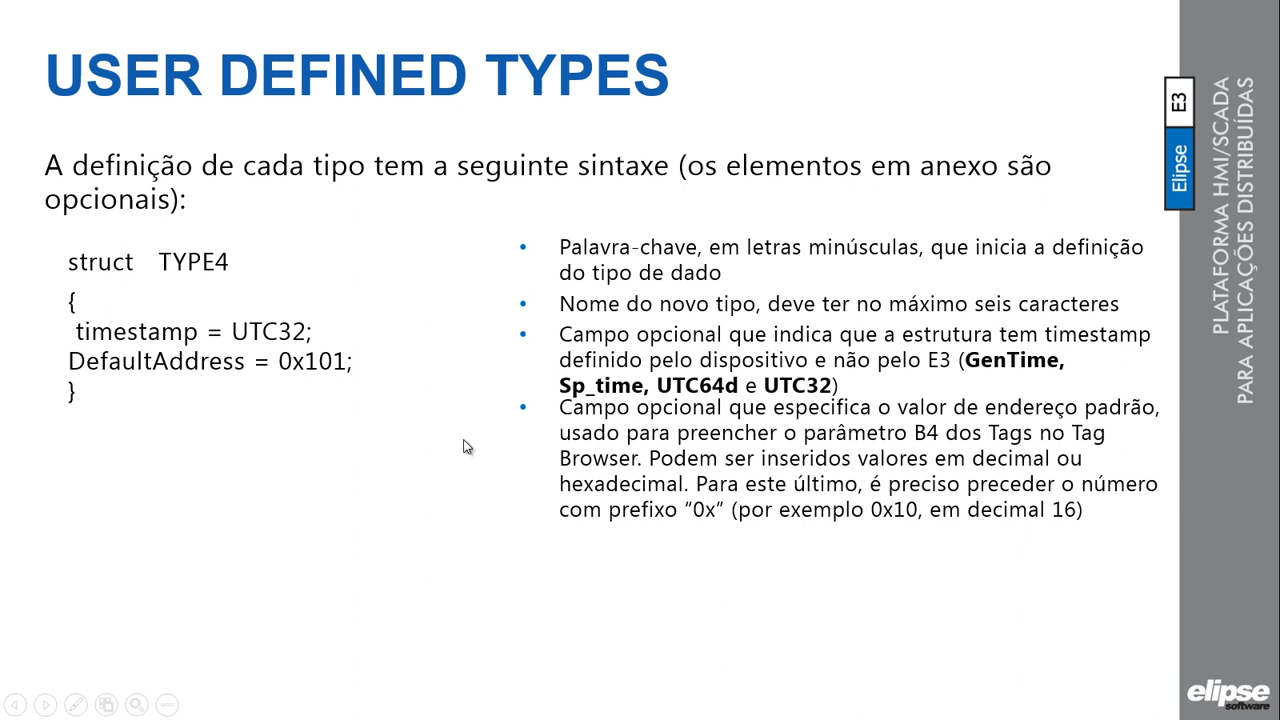 USER DEFINED TYPES
A definição de cada tipo tem a seguinte sintaxe (os elementos em anexo são
opcionais):
struct TYPE4
{
timestamp = UTC32;
DefaultAddress = 0x101;
}
• Palavra-chave, em letras minúsculas, que inicia a definição
do tipo de dado
• Nome do novo tipo, deve ter no máximo seis caracteres
• Campo opcional que indica que a estrutura tem timestamp
definido pelo dispositivo e não pelo E3 (GenTime,
Sp_time, UTC64d e UTC32)
• Campo opcional que especifica o valor de endereço padrão,
usado para preencher o parâmetro B4 dos Tags no Tag
Browser. Podem ser inseridos valores em decimal ou
hexadecimal. Para este último, é preciso preceder o número
com prefixo “0x” (por exemplo 0x10, em decimal 16)
Elipse E3
PLATAFORMA HMI/SCADA
PARA APLICAÇÕES DISTRIBUÍDAS
elipse
software